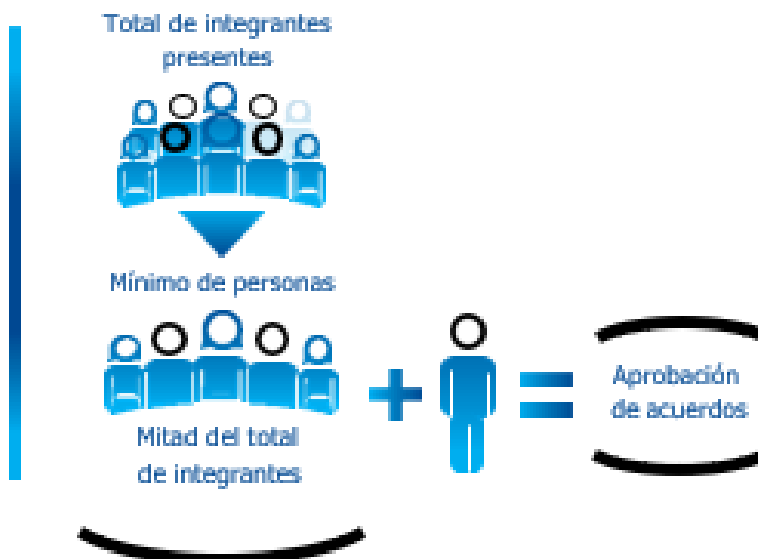 Total de integrantes
presentes
Mínimo de personas
Mitad del total
de integrantes
Aprobación
de acuerdos